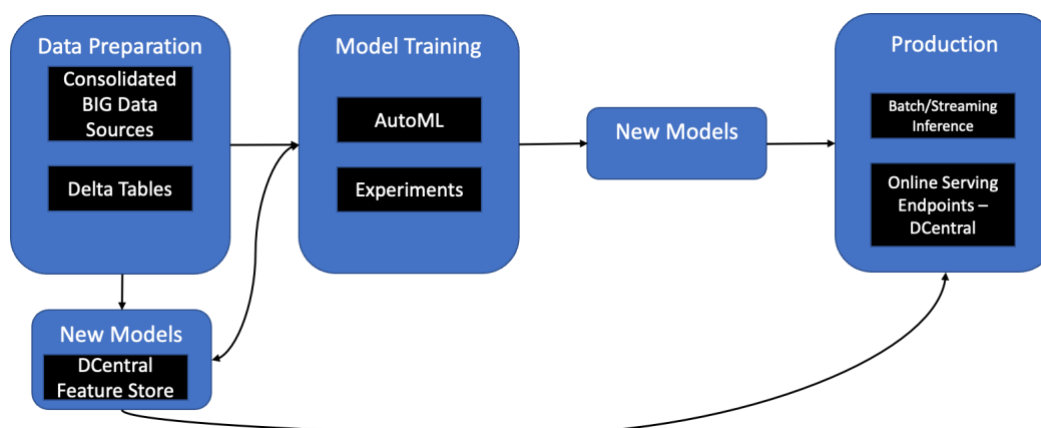 Data Preparation
Consolidated
BIG Data
Sources
Delta Tables
New Models
DCentral
Feature Store
Model Training
AutoML
Experiments
New Models
Production
Batch/Streaming
Inference
Online Serving
Endpoints –
DCentral